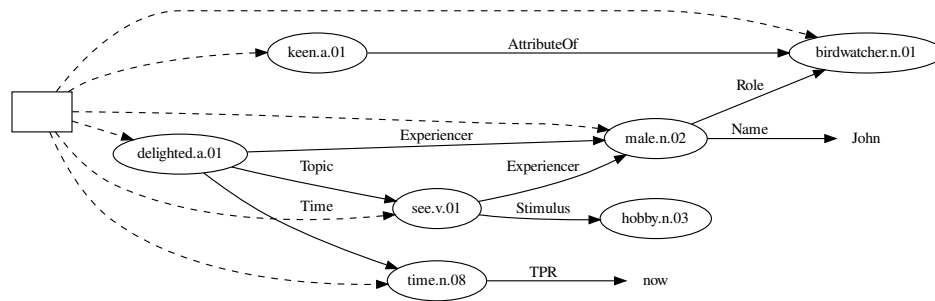 keen.a.01
AttributeOf
birdwatcher.n.01
Role
delighted.a.01
Experiencer
male.n.02
Name
John
Topic
Experiencer
Time
see.v.01
Stimulus
hobby.n.03
time.n.08
TPR
now